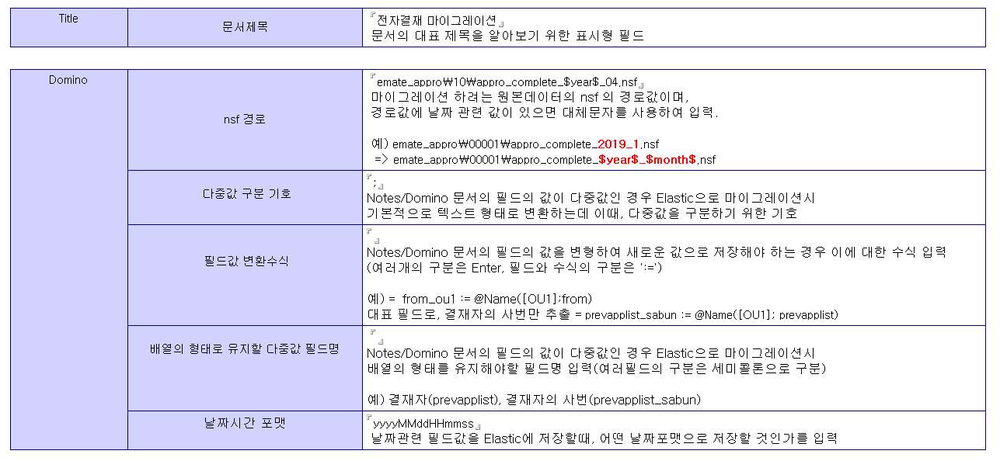 Title
문서제목
『전자결재 마이그레이션』
문서의 대표 제목을 알아보기 위한 표시형 필드
Domino
nsf 경로
『emate_appro₩10₩appro_complete_$year$_04.nsf』
마이그레이션 하려는 원본데이터의 nsf 의 경로값이며,
경로값에 날짜 관련 값이 있으면 대체문자를 사용하여 입력.
예) emate_appro₩00001₩appro_complete_2019_1.nsf
=> emate_appro₩00001₩appro_complete_$year$_$month$.nsf
다중값 구분 기호
『;』
Notes/Domino 문서의 필드의 값이 다중값인 경우 Elastic으로 마이그레이션시
기본적으로 텍스트 형태로 변환하는데 이때, 다중값을 구분하기 위한 기호
필드값 변환수식
『 』
Notes/Domino 문서의 필드의 값을 변형하여 새로운 값으로 저장해야 하는 경우 이에 대한 수식 입력
(여러개의 구분은 Enter, 필드와 수식의 구분은 ':=')
예) = from_ou1 := @Name([OU1];from)
대표 필드로, 결재자의 사번만 추출 = prevapplist_sabun := @Name([OU1]; prevapplist)
배열의 형태로 유지할 다중값 필드명
『 』
Notes/Domino 문서의 필드의 값이 다중값인 경우 Elastic으로 마이그레이션시
배열의 형태를 유지해야할 필드명 입력(여러필드의 구분은 세미콜론으로 구분)
예) 결재자(prevapplist), 결재자의 사번(prevapplist_sabun)
날짜시간 포맷
『yyyyMMddHHmmss』
날짜관련 필드값을 Elastic에 저장할때, 어떤 날짜포맷으로 저장할 것인가를 입력